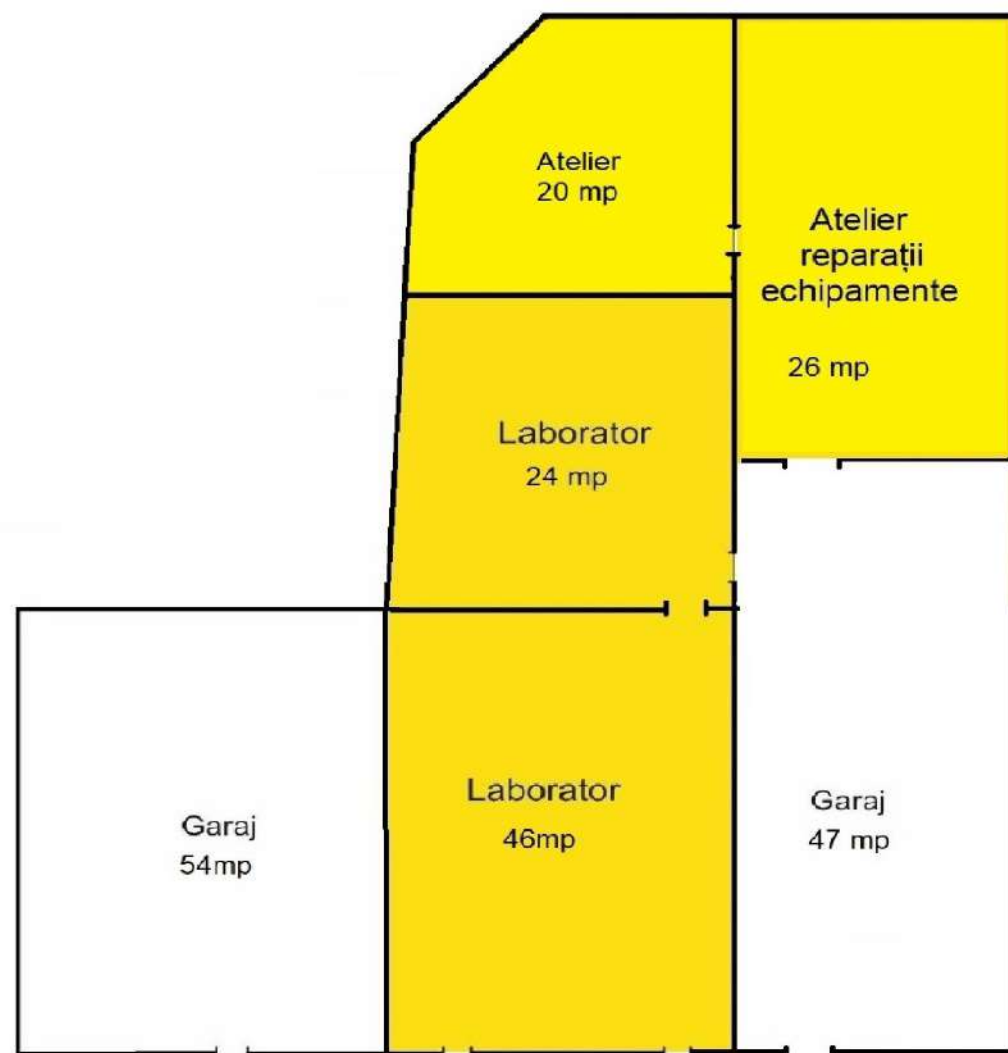 Atelier
20 mp
Atelier
reparații
echipamente
26 mp
Laborator
24 mp
Garaj
54mp
Laborator
46mp
Garaj
47 mp